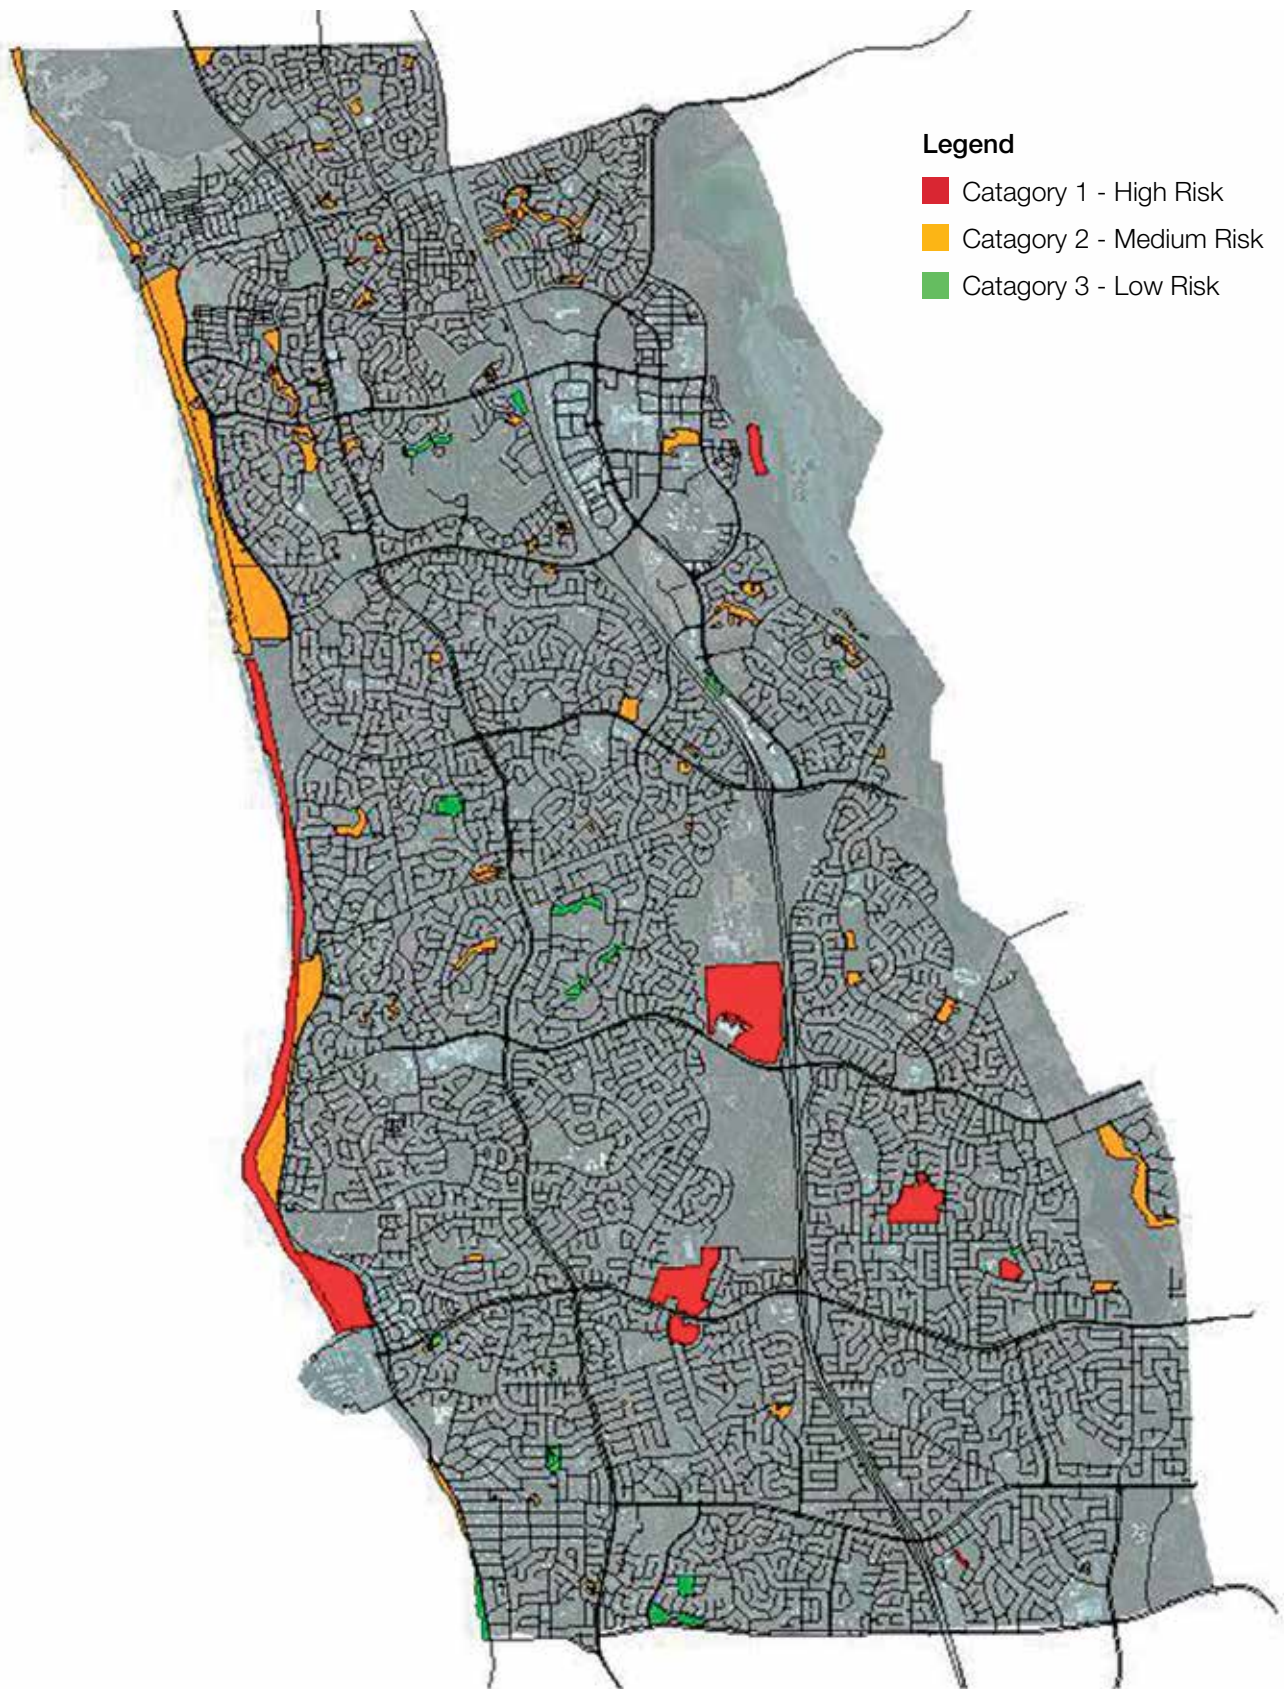 Legend
Catagory 1 - High Risk
Catagory 2 - Medium Risk
Catagory 3 - Low Risk